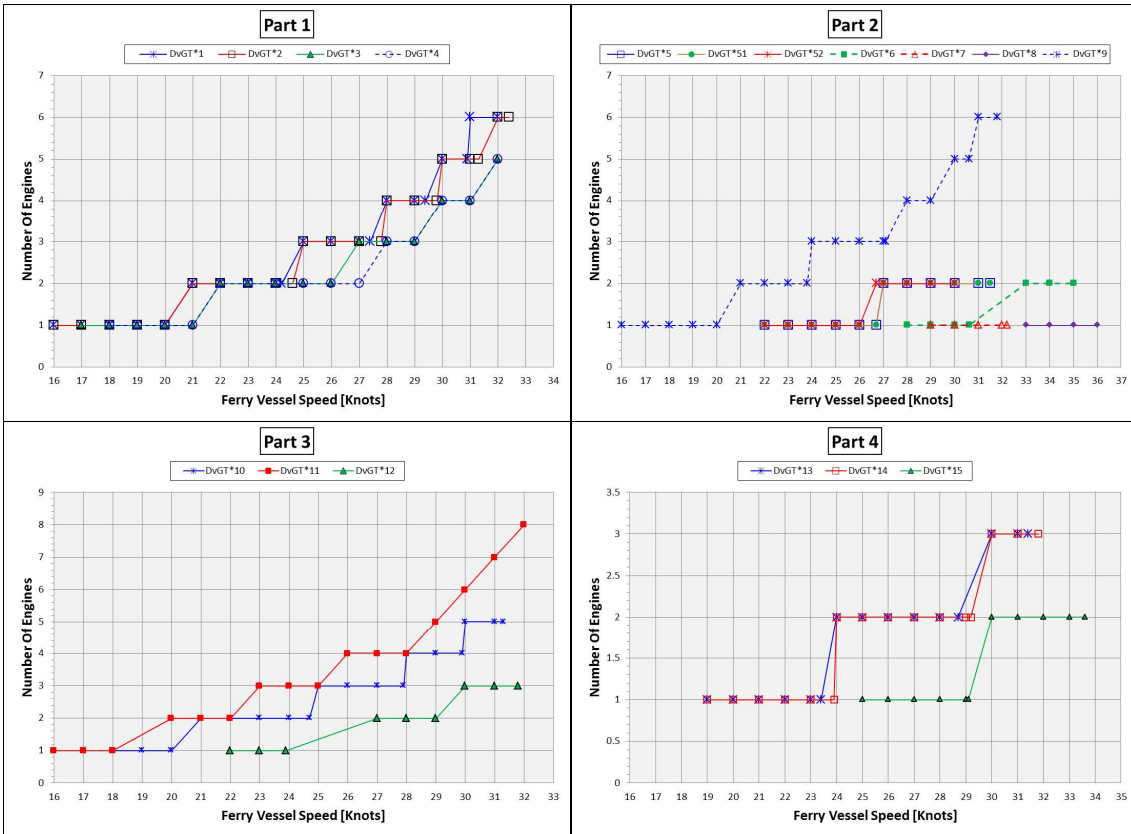 Part 1
DvGT*1 DvGT*2 DvGT*3 DvGT*4
Number Of Engines
7
6
5
4
3
2
1
0
16 17 18 19 20 21 22 23 24 25 26 27 28 29 30 31 32 33 34
Ferry Vessel Speed [Knots]
Part 2
DvGT*5 DvGT*51 DvGT*52 DvGT*6 DvGT*7 DvGT*8 DvGT*9
Number Of Engines
7
6
5
4
3
2
1
0
16 17 18 19 20 21 22 23 24 25 26 27 28 29 30 31 32 33 34 35 36 37
Ferry Vessel Speed [Knots]
Part 3
DvGT*10 DvGT*11 DvGT*12
Number Of Engines
9
8
7
6
5
4
3
2
1
0
16 17 18 19 20 21 22 23 24 25 26 27 28 29 30 31 32 33
Ferry Vessel Speed [Knots]
Part 4
DvGT*13 DvGT*14 DvGT*15
Number Of Engines
3.5
3
2.5
2
1.5
1
0.5
0
16 17 18 19 20 21 22 23 24 25 26 27 28 29 30 31 32 33 34 35
Ferry Vessel Speed [Knots]